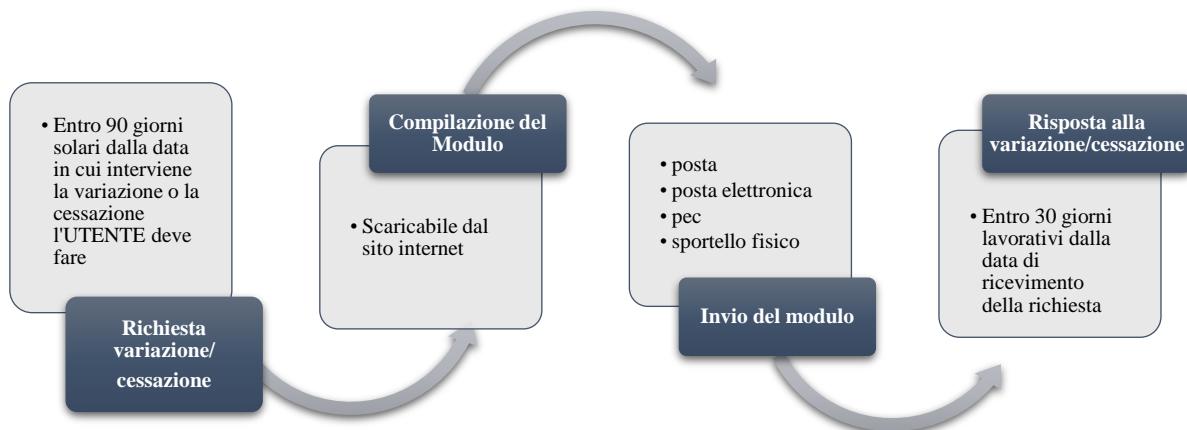 • Entro 90 giorni
solari dalla data
in cui interviene
la variazione o la
cessazione
l'UTENTE deve
fare
Richiesta
variazione/
cessazione
Compilazione del
Modulo
• Scaricabile dal
sito internet
• posta
• posta elettronica
• pec
• sportello fisico
Invio del modulo
Risposta alla
variazione/cessazione
• Entro 30 giorni
lavorativi dalla
data di
ricevimento
della richiesta